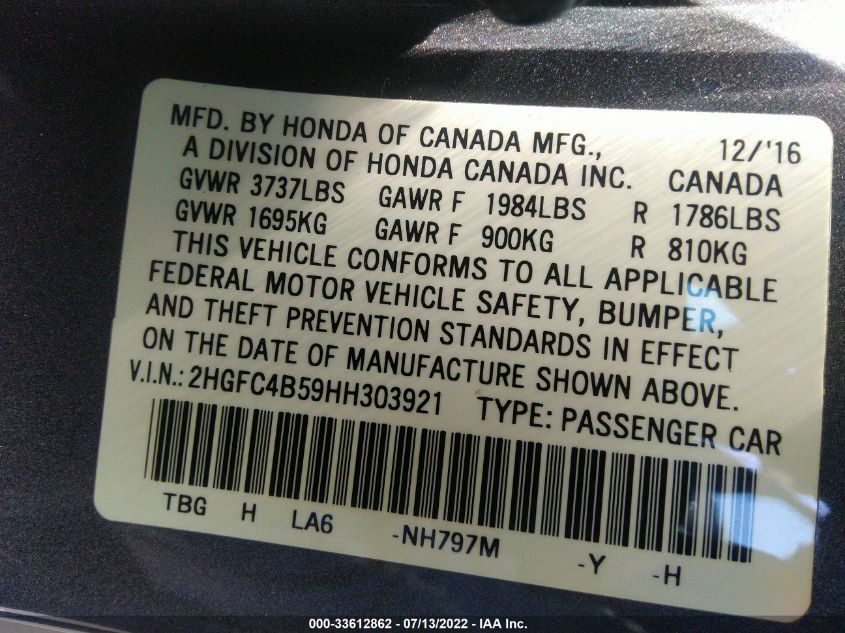 MFD. BY HONDA OF CANADA MFG., 12/'16
A DIVISION OF HONDA CANADA INC. CANADA
GVWR 3737LBS GAWR F 1984LBS R 1786LBS
GVWR 1695KG GAWR F 900KG R 810KG
THIS VEHICLE CONFORMS TO ALL APPLICABLE
FEDERAL MOTOR VEHICLE SAFETY, BUMPER,
AND THEFT PREVENTION STANDARDS IN EFFECT
ON THE DATE OF MANUFACTURE SHOWN ABOVE.
V.I.N.: 2HGFC4B59HH303921 TYPE: PASSENGER CAR
TBG H LA6 -NH797M -Y -H
000-33612862 - 07/13/2022 - IAA Inc.